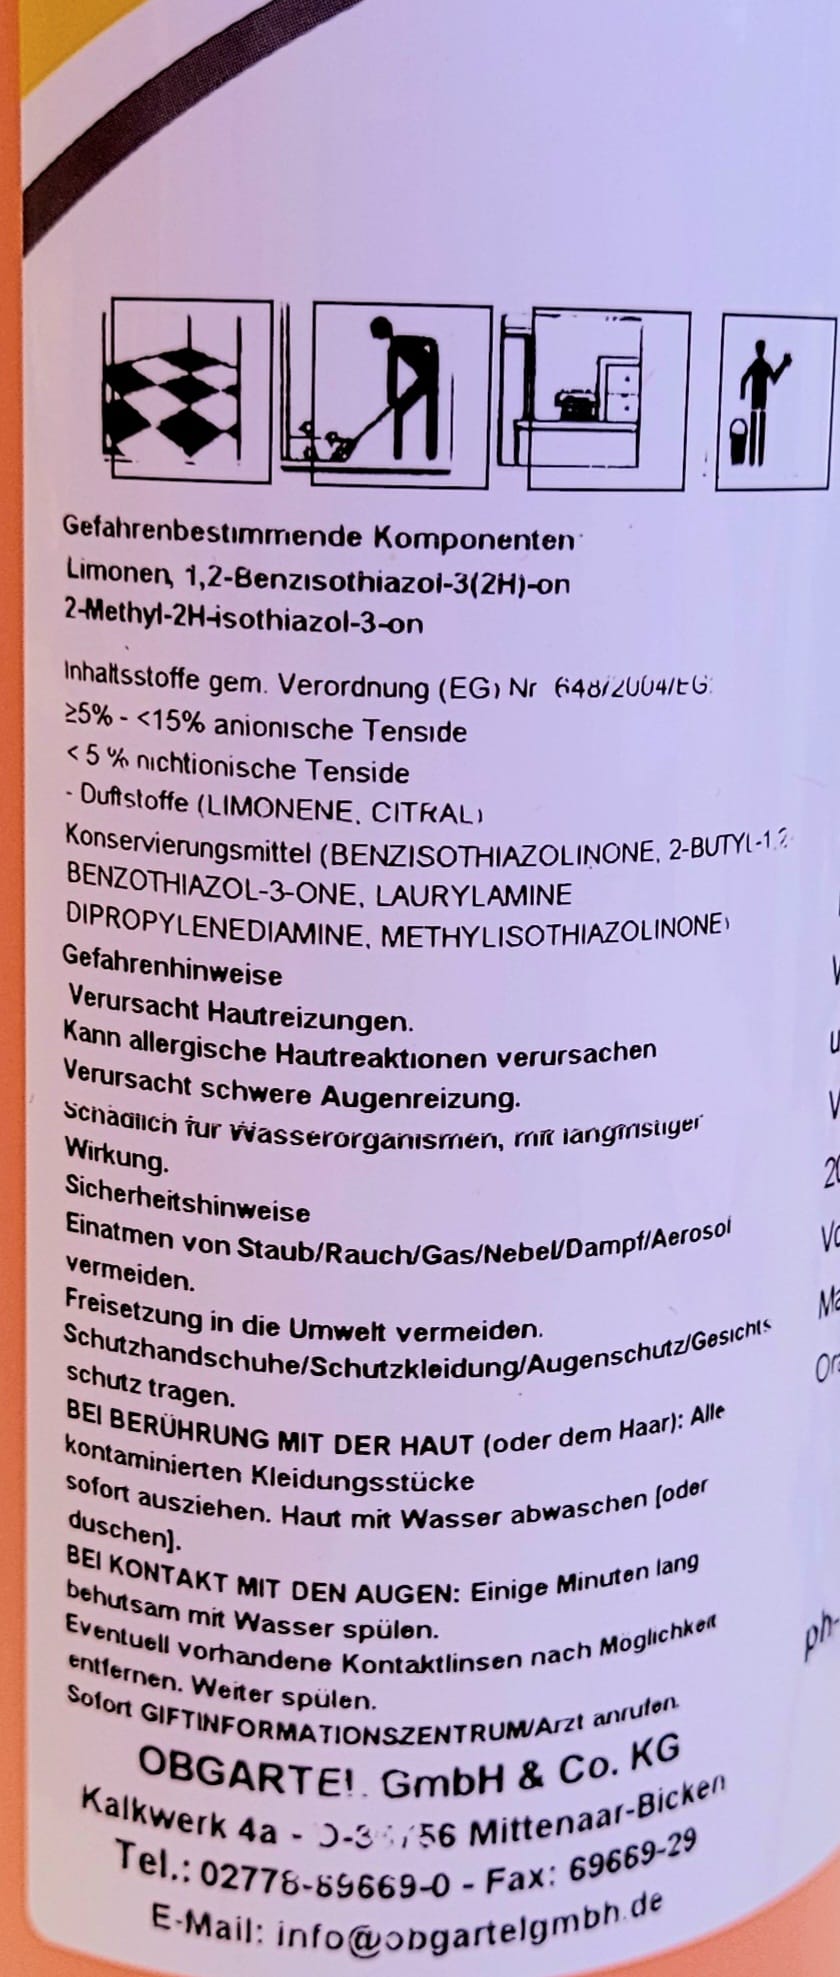 Gefahrenbestimmende Komponenten
Limonen, 1,2-Benzisothiazol-3(2H)-on
2-Methyl-2H-isothiazol-3-on
Inhaltsstoffe gem. Verordnung (EG) Nr 648/2004/EG:
≥5% - <15% anionische Tenside
< 5 % nichtionische Tenside
- Duftstoffe (LIMONENE, CITRAL)
Konservierungsmittel (BENZISOTHIAZOLINONE, 2-BUTYL-1,2-
BENZOTHIAZOL-3-ONE, LAURYLAMINE
DIPROPYLENEDIAMINE, METHYLISOTHIAZOLINONE)
Gefahrenhinweise
Verursacht Hautreizungen.
Kann allergische Hautreaktionen verursachen
Verursacht schwere Augenreizung.
Schädlich für Wasserorganismen, mit langfristiger
Wirkung.
Sicherheitshinweise
Einatmen von Staub/Rauch/Gas/Nebel/Dampf/Aerosol
vermeiden.
Freisetzung in die Umwelt vermeiden.
Schutzhandschuhe/Schutzkleidung/Augenschutz/Gesichts
schutz tragen.
BEI BERÜHRUNG MIT DER HAUT (oder dem Haar): Alle
kontaminierten Kleidungsstücke
sofort ausziehen. Haut mit Wasser abwaschen [oder
duschen].
BEI KONTAKT MIT DEN AUGEN: Einige Minuten lang
behutsam mit Wasser spülen.
Eventuell vorhandene Kontaktlinsen nach Möglichkeit
entfernen. Weiter spülen.
Sofort GIFTINFORMATIONSZENTRUM/Arzt anrufen.
OBGARTEL GmbH & Co. KG
Kalkwerk 4a - Mittenaar-Bicken
Tel.: 02778-69669-0 - Fax: 69669-29
E-Mail: info@obgartelgmbh.de